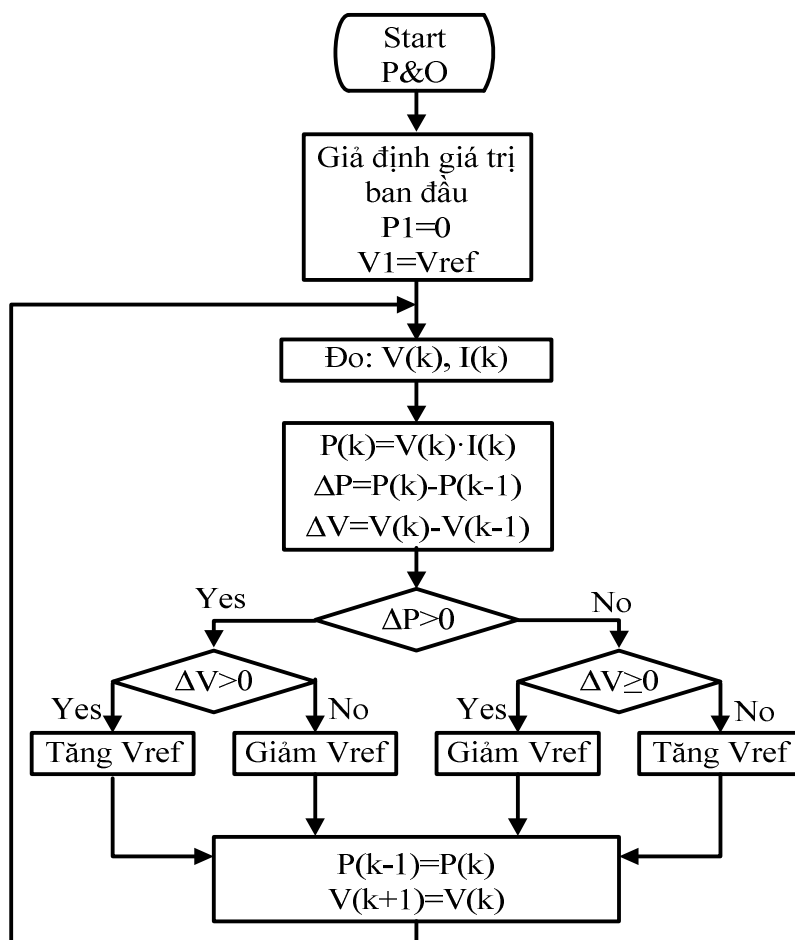 Start
P&O
Giả định giá trị
ban đầu
P1=0
V1=Vref
Đo: V(k), I(k)
P(k)=V(k)·I(k)
ΔP=P(k)-P(k-1)
ΔV=V(k)-V(k-1)
Yes
ΔP>0
No
ΔV>0
ΔV≥0
Yes
No
Yes
No
Tăng Vref
Giảm Vref
Giảm Vref
Tăng Vref
P(k-1)=P(k)
V(k+1)=V(k)